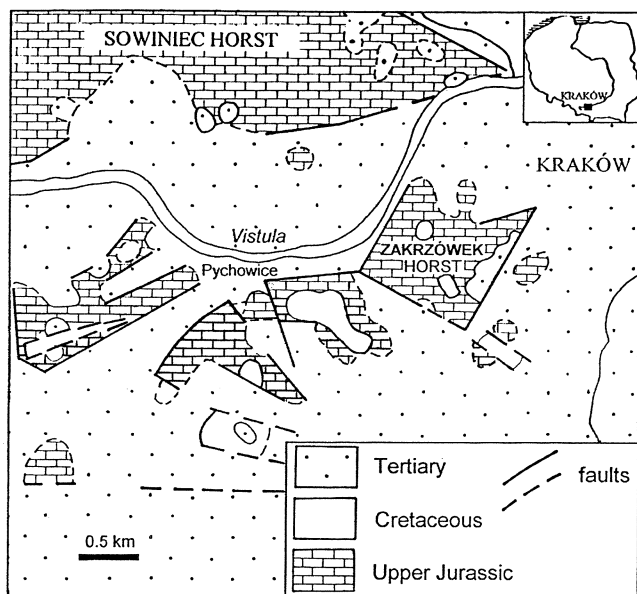 SOWINIEC HORST
KRAKÓW
KRAKÓW
Vistula
Pychowice
ZAKRZÓWEK
HORST
Tertiary
Cretaceous
Upper Jurassic
faults
0.5 km